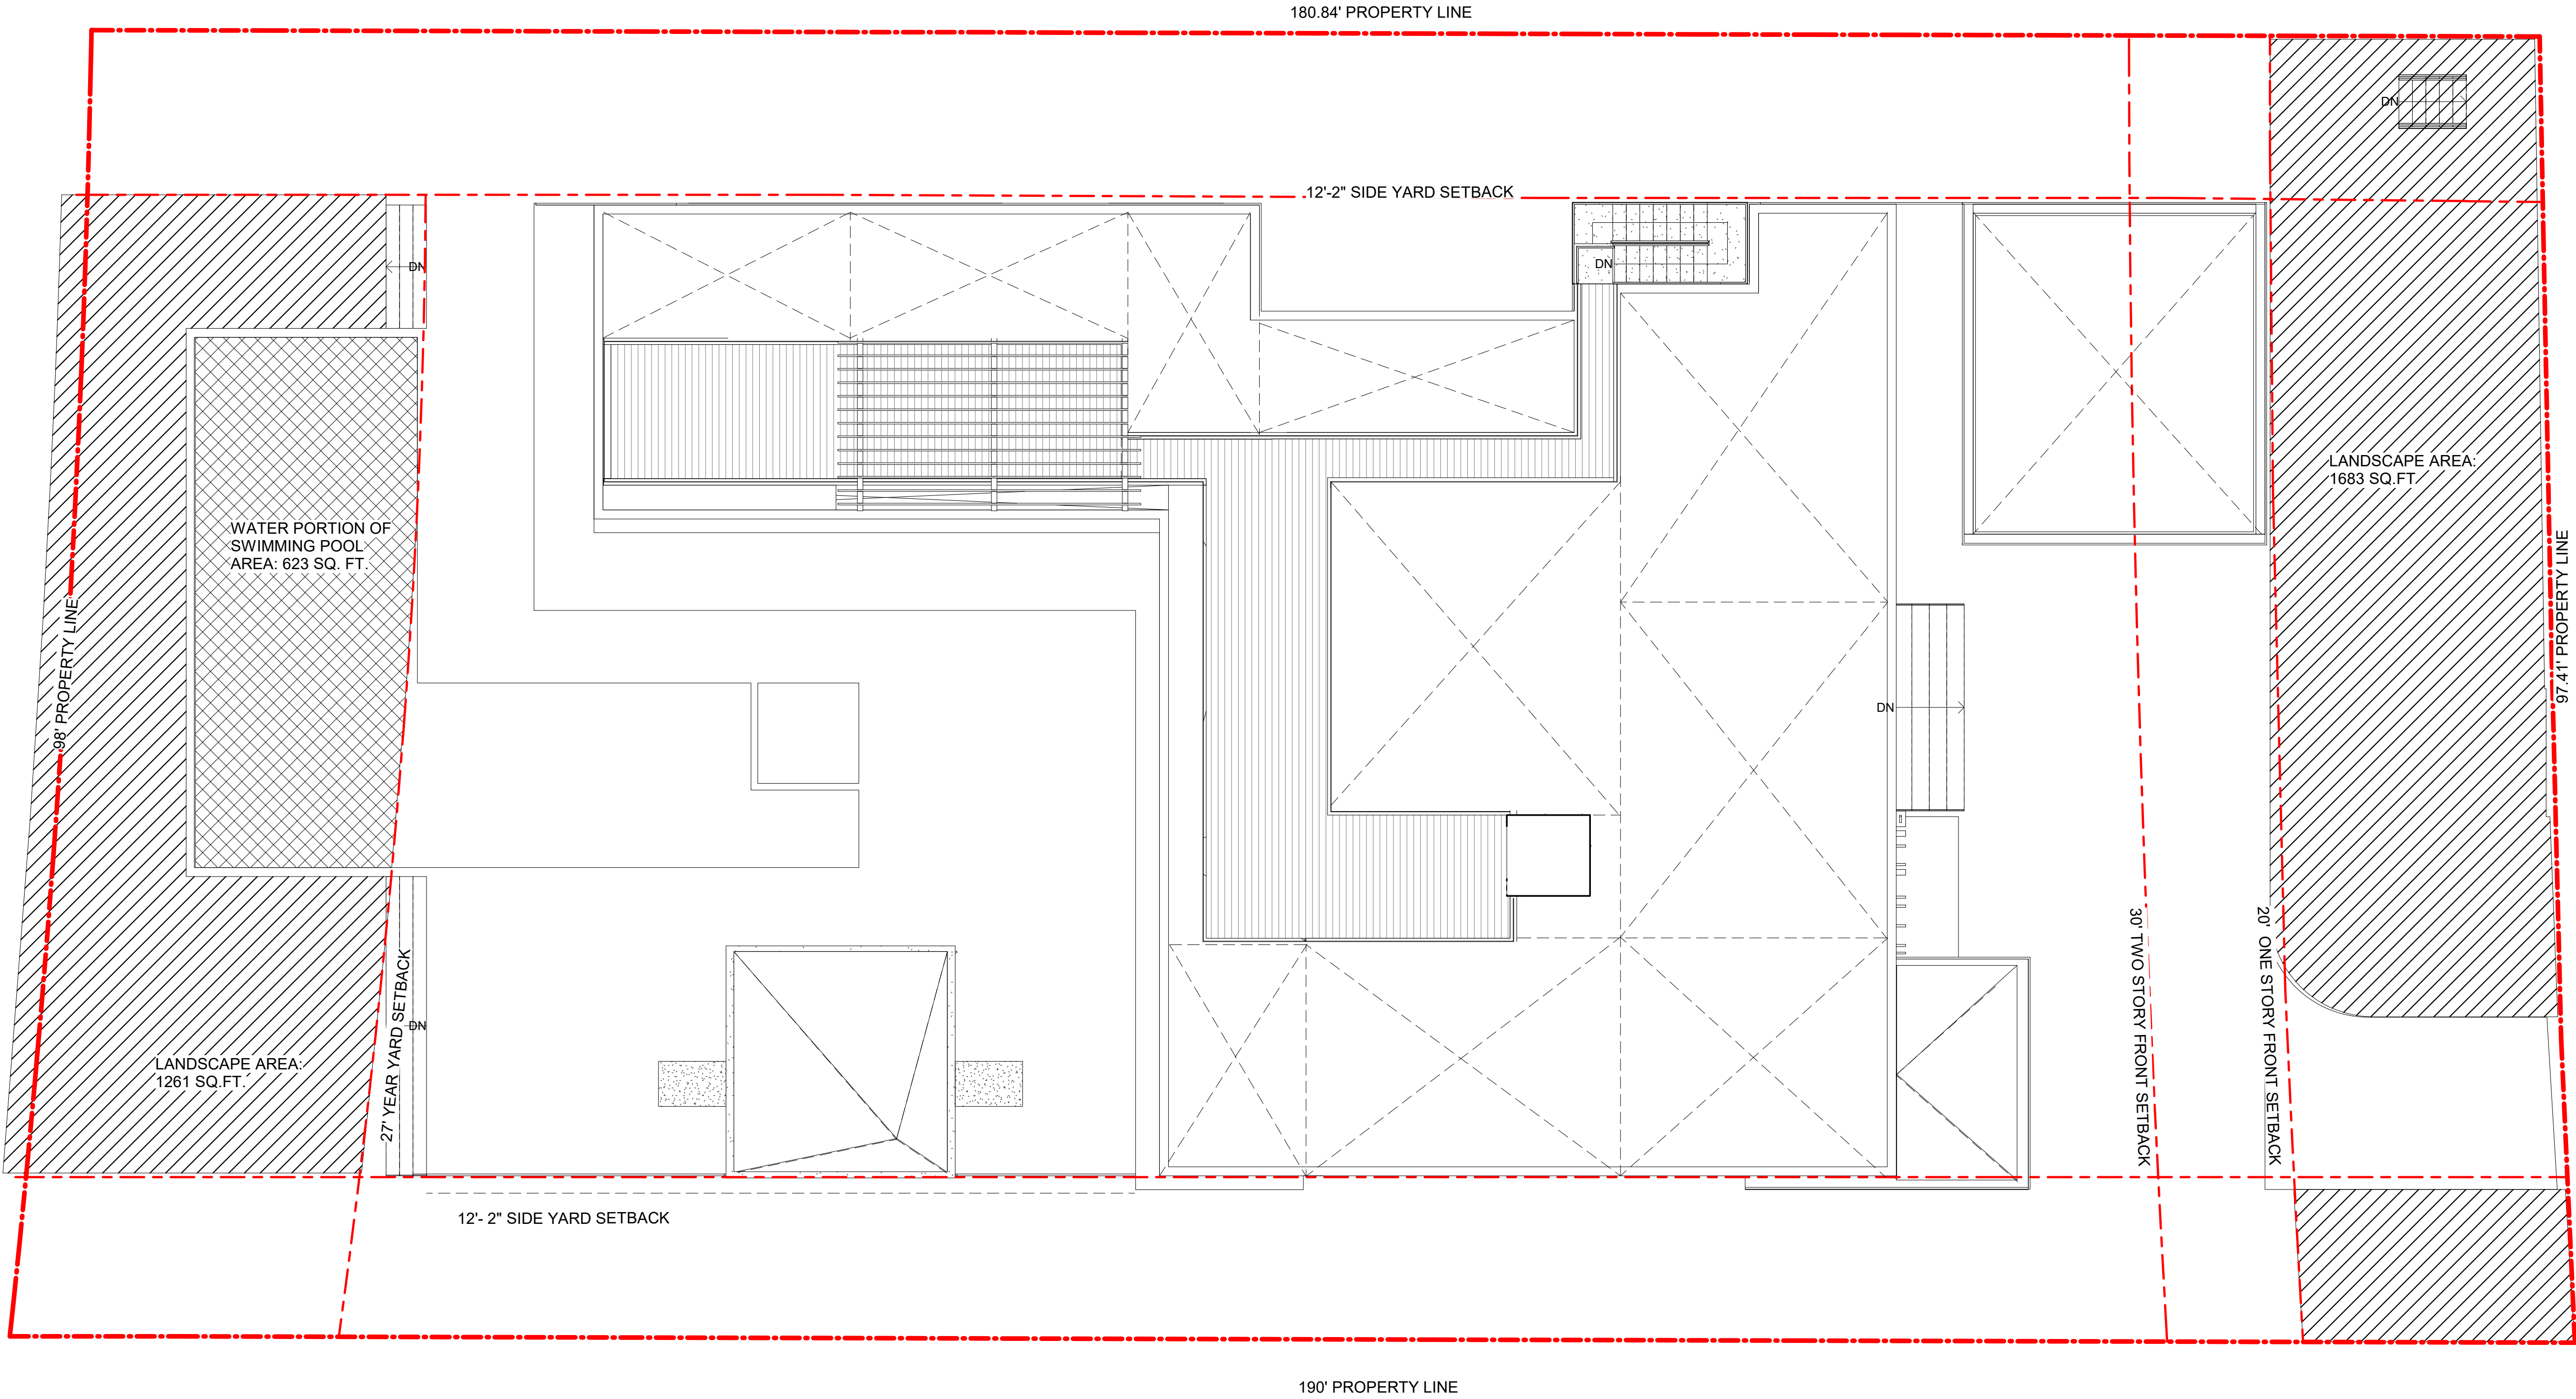 180.84' PROPERTY LINE
DN
12'-2" SIDE YARD SETBACK
DN
DN
LANDSCAPE AREA:
1683 SQ.FT.
WATER PORTION OF
SWIMMING POOL
AREA: 623 SQ. FT.
98' PROPERTY LINE
97.41' PROPERTY LINE
DN
30' TWO STORY FRONT SETBACK
20' ONE STORY FRONT SETBACK
27' YEAR YARD SETBACK
DN
LANDSCAPE AREA:
1261 SQ.FT.
12'- 2" SIDE YARD SETBACK
190' PROPERTY LINE